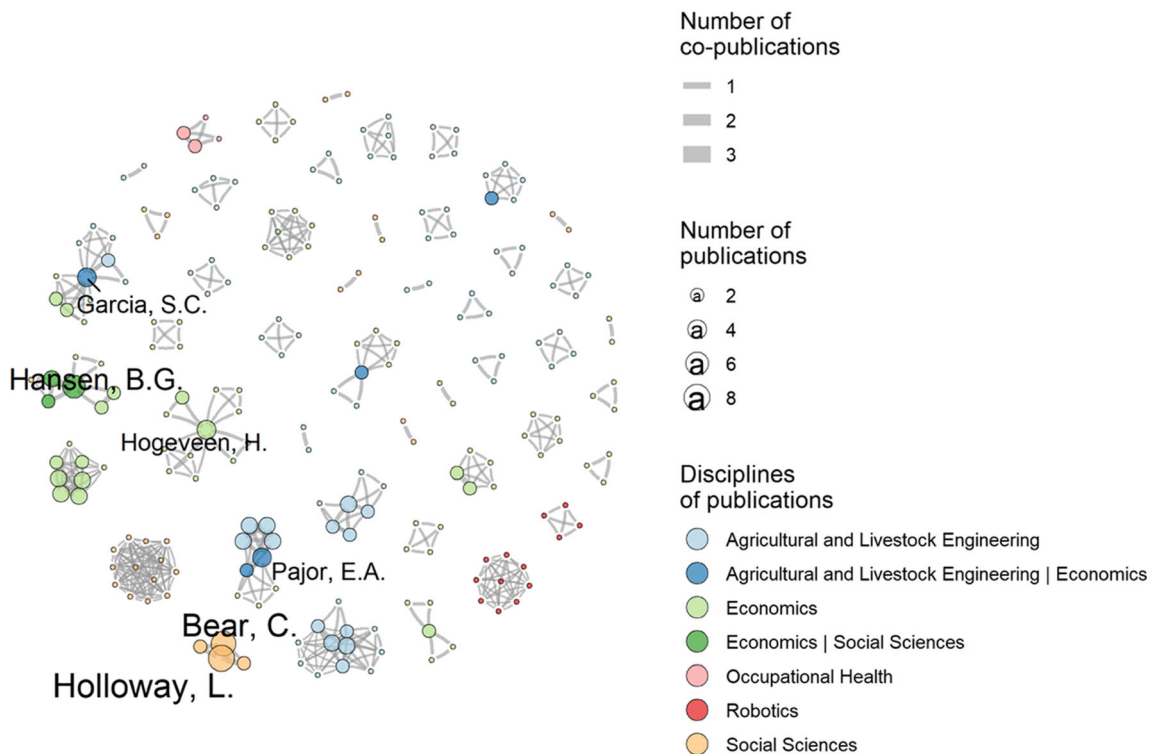 Number of
co-publications
1
2
3
Number of
publications
a 2
a 4
a 6
a 8
Disciplines
of publications
Agricultural and Livestock Engineering
Agricultural and Livestock Engineering | Economics
Economics
Economics | Social Sciences
Occupational Health
Robotics
Social Sciences
Garcia, S.C.
Hansen, B.G.
Hogeveen, H.
Pajor, E.A.
Bear, C.
Holloway, L.